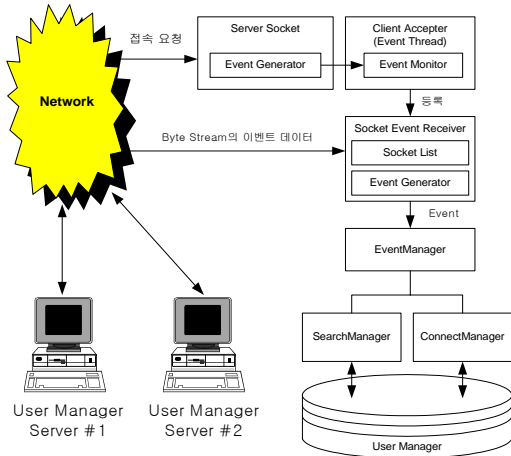 접속 요청
Server Socket
Event Generator
Client Accepter
(Event Thread)
Event Monitor
Network
등록
Byte Stream의 이벤트 데이터
Socket Event Receiver
Socket List
Event Generator
Event
EventManager
SearchManager
ConnectManager
User Manager
Server #1
User Manager
Server #2
User Manager